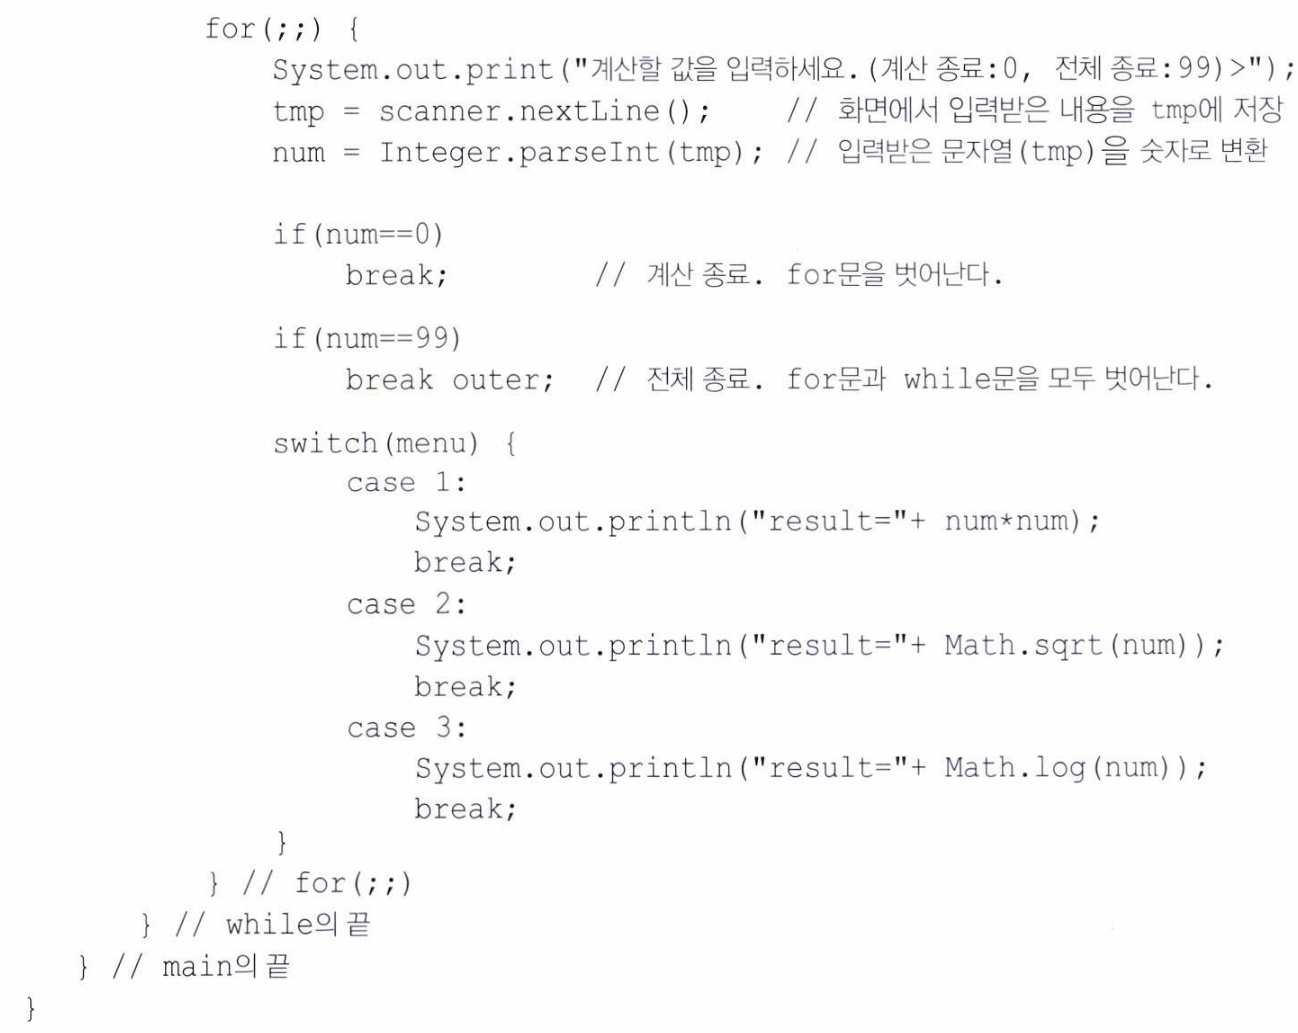 for(;;) {
System.out.print("계산할 값을 입력하세요.(계산 종료:0, 전체 종료:99)>");
tmp = scanner.nextLine(); // 화면에서 입력받은 내용을 tmp에 저장
num = Integer.parseInt(tmp); // 입력받은 문자열(tmp)을 숫자로 변환
if(num==0)
break; // 계산 종료. for문을 벗어난다.
if(num==99)
break outer; // 전체 종료. for문과 while문을 모두 벗어난다.
switch(menu) {
case 1:
System.out.println("result="+ num*num);
break;
case 2:
System.out.println("result="+ Math.sqrt(num));
break;
case 3:
System.out.println("result="+ Math.log(num));
break;
}
} // for(;;)
} // while의 끝
} // main의 끝
}